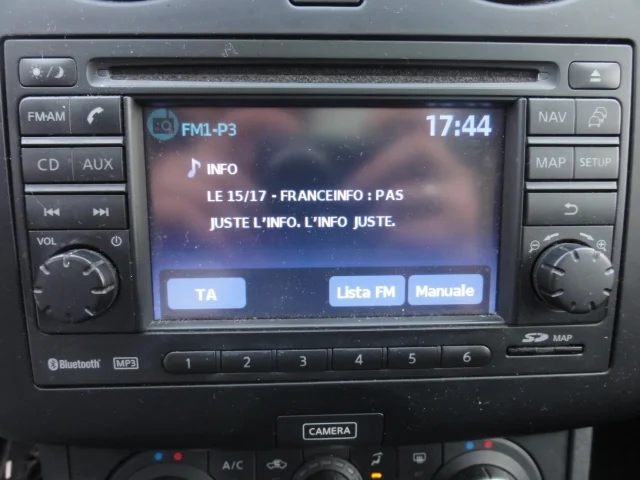 FM·AM
CD AUX
VOL
FM1-P3 17:44
INFO
LE 15/17 - FRANCEINFO : PAS
JUSTE L'INFO. L'INFO JUSTE.
TA Lista FM Manuale
NAV
MAP SETUP
Bluetooth MP3 1 2 3 4 5 6 SD MAP
CAMERA
A/C